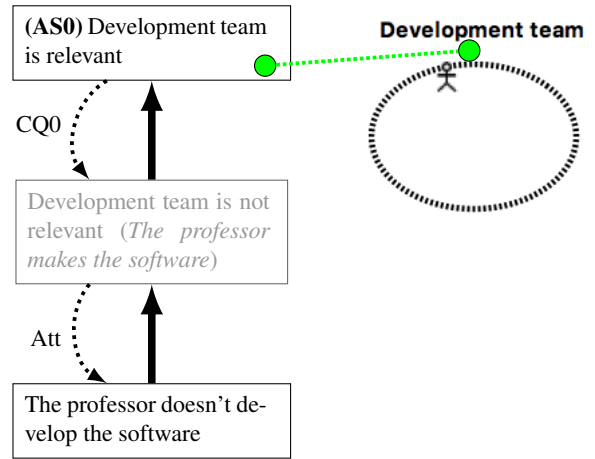 (AS0) Development team
is relevant
Development team
CQ0
Development team is not
relevant (The professor
makes the software)
Att
The professor doesn't de-
velop the software